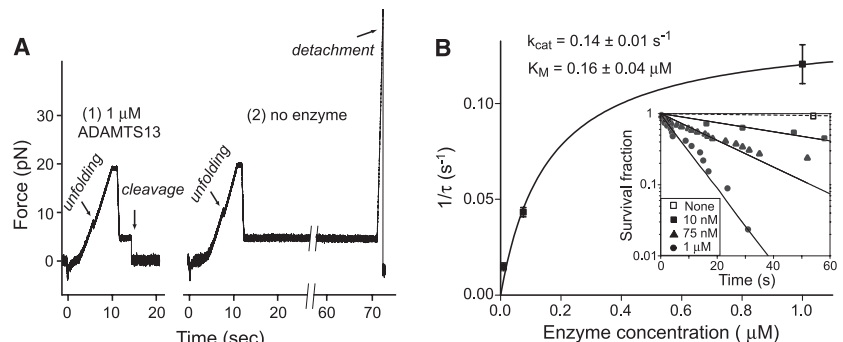 A
detachment
(1) 1 μM
ADAMTS13
(2) no enzyme
unfolding
cleavage
unfolding
Force (pN)
30
20
10
0
0 10 20 0 10 60 70
Time (sec)
B
k_cat = 0.14 ± 0.01 s⁻¹
K_M = 0.16 ± 0.04 μM
1/τ (s⁻¹)
0.10
0.05
0.00
0.0 0.2 0.4 0.6 0.8 1.0
Enzyme concentration ( μM)
Survival fraction
1
0.1
0.01
None
10 nM
75 nM
1 μM
0 20 40 60
Time (s)